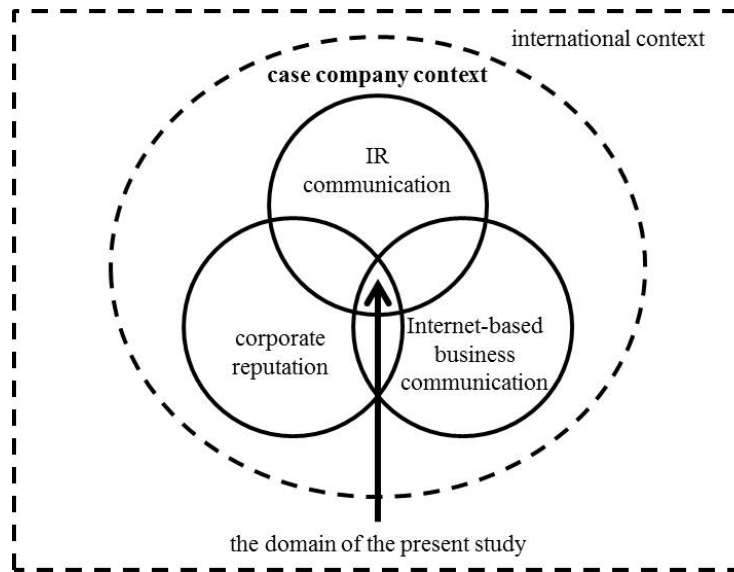 international context
case company context
IR
communication
corporate
reputation
Internet-based
business
communication
the domain of the present study